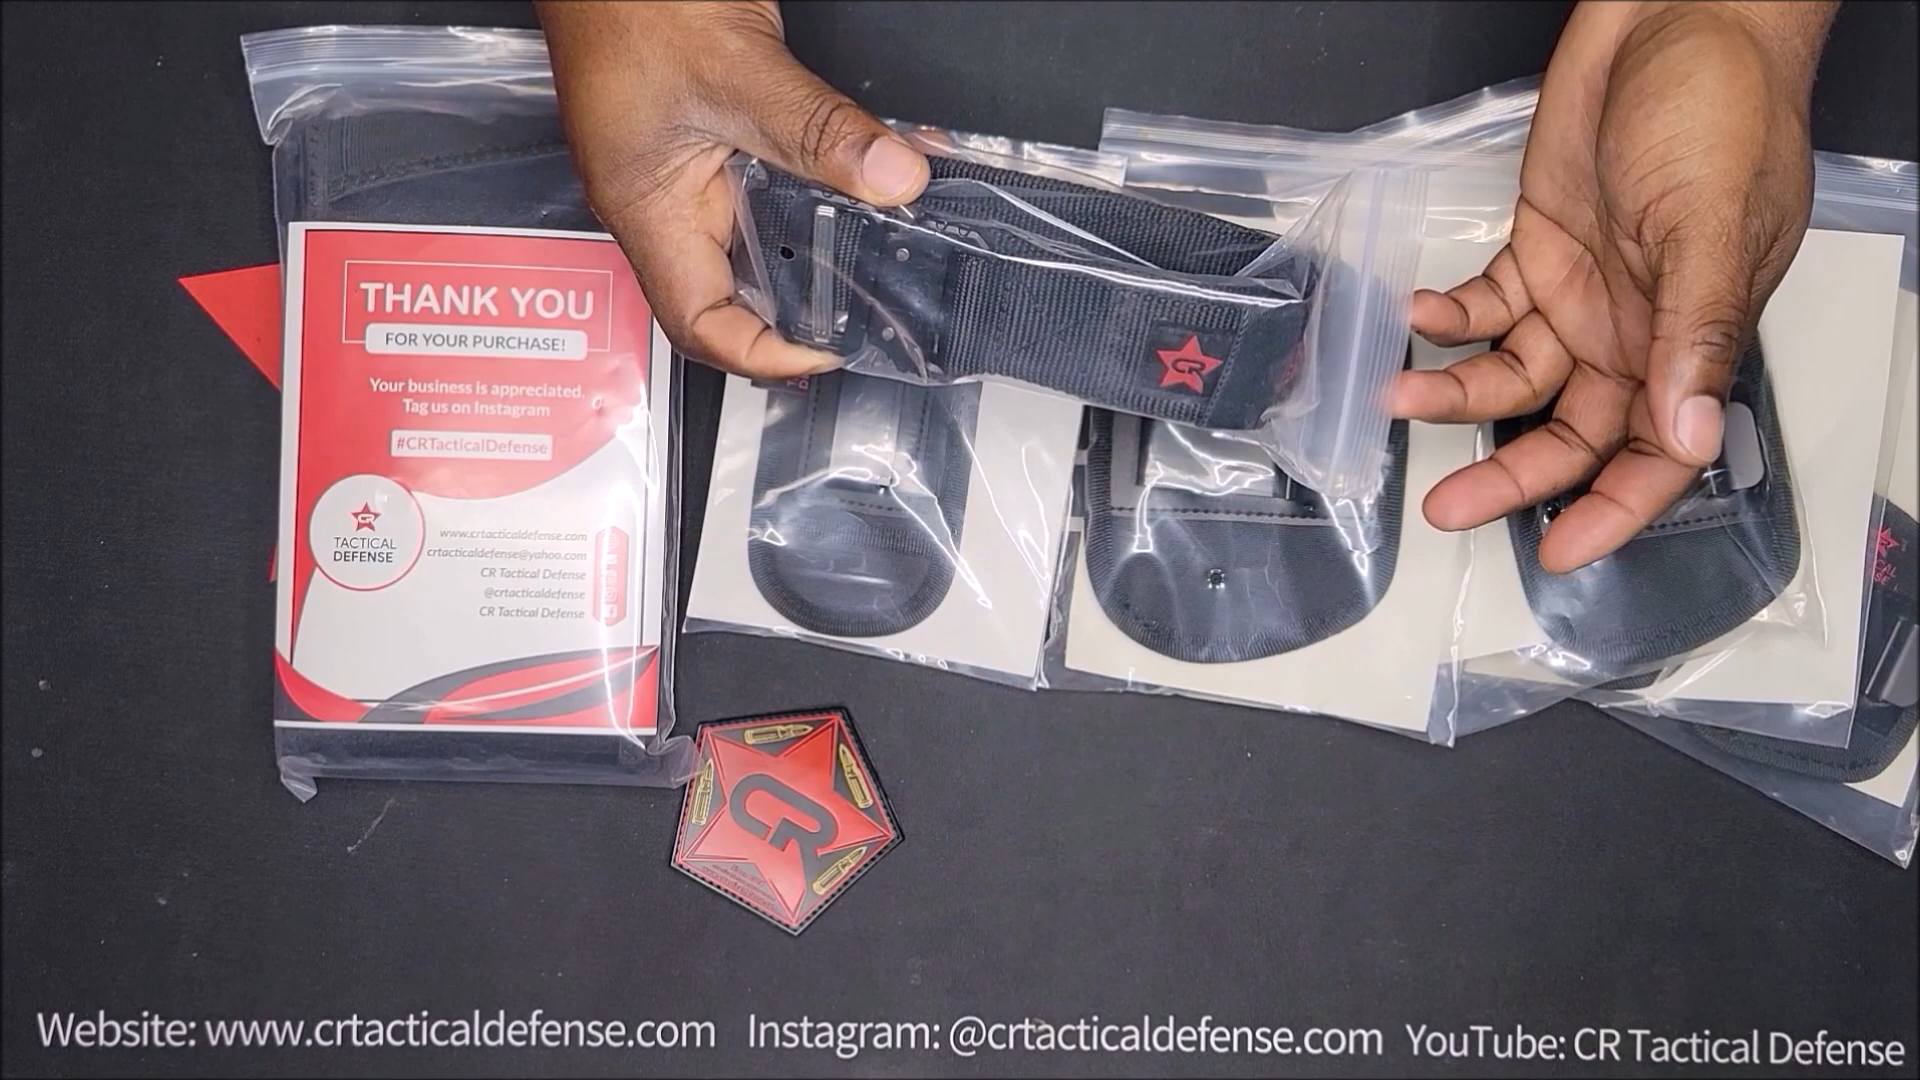 THANK YOU
FOR YOUR PURCHASE!
Your business is appreciated.
Tag us on Instagram
#CRTacticalDefense
CR
TACTICAL
DEFENSE
www.crtacticaldefense.com
crtacticaldefense@yahoo.com
CR Tactical Defense
@crtacticaldefense
CR Tactical Defense
CR
CR
Website: www.crtacticaldefense.com Instagram: @crtacticaldefense.com YouTube: CR Tactical Defense